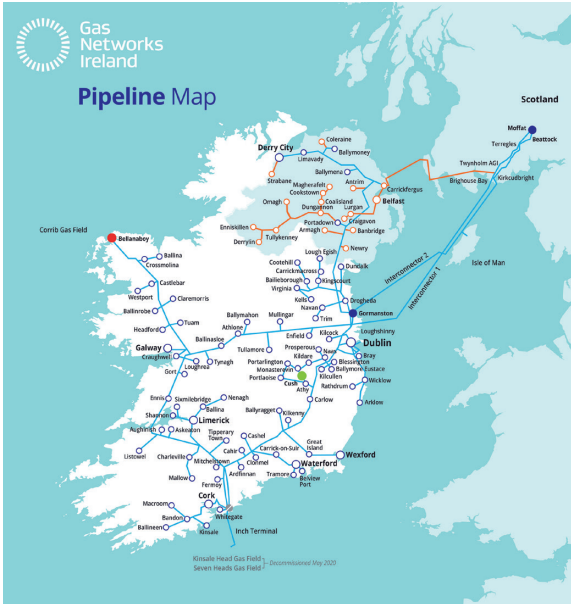 Gas
Networks
Ireland
Pipeline Map
Scotland
Moffat
Beattock
Terregles
Coleraine
Derry City
Ballymoney
Limavady
Twynholm AGI
Ballymena
Kirkcudbright
Strabane
Magherafelt
Antrim
Brighouse Bay
Cookstown
Carrickfergus
Omagh
Coalisland
Dungannon
Lurgan
Belfast
Portadown
Craigavon
Enniskillen
Armagh
Banbridge
Corrib Gas Field
Tullykenney
Bellanaboy
Derrylin
Newry
Lough Egish
Ballina
Cootehill
Dundalk
Crossmolina
Carrickmacross
Interconnector 2
Isle of Man
Bailieborough
Kingscourt
Castlebar
Virginia
Interconnector 1
Westport
Claremorris
Kells
Drogheda
Navan
Ballinrobe
Ballymahon
Mullingar
Trim
Gormanston
Tuam
Athlone
Headford
Kilcock
Loughshinny
Enfield
Ballinasloe
Dublin
Galway
Prosperous
Naas
Tullamore
Kildare
Bray
Craughwell
Portarlington
Blessington
Tynagh
Monasterevin
Ballymore Eustace
Loughrea
Gort
Portlaoise
Kilcullen
Wicklow
Cush
Rathdrum
Athy
Ennis
Sixmilebridge
Nenagh
Carlow
Arklow
Shannon
Ballina
Ballyragget
Kilkenny
Limerick
Aughinish
Askeaton
Tipperary
Town
Cashel
Great
Island
Listowel
Cahir
Carrick-on-Suir
Wexford
Charleville
Mitchelstown
Clonmel
Waterford
Ardfinnan
Tramore
Belview
Port
Mallow
Fermoy
Macroom
Cork
Bandon
Whitegate
Ballineen
Kinsale
Inch Terminal
Kinsale Head Gas Field
Decommissioned May 2020
Seven Heads Gas Field